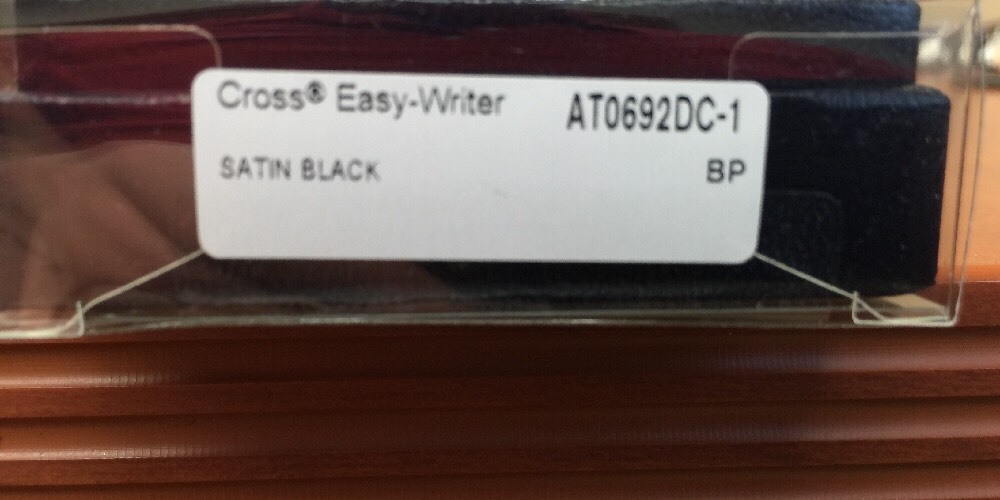 Cross® Easy-Writer AT0692DC-1
SATIN BLACK BP